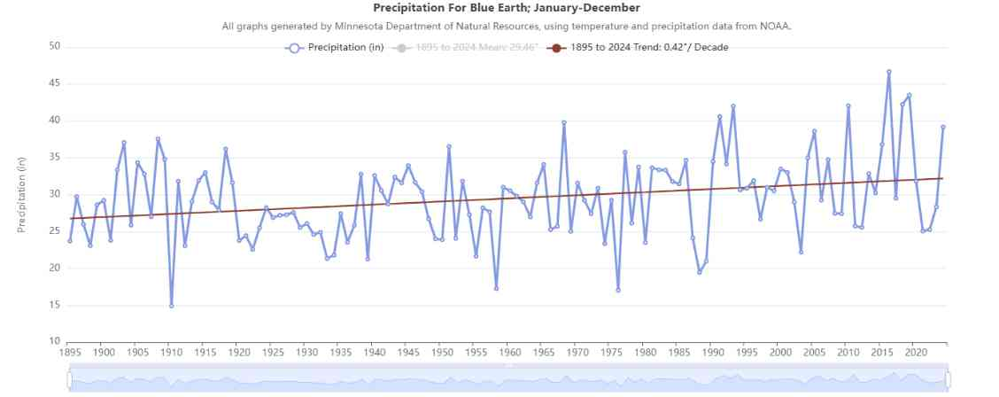 Precipitation For Blue Earth; January-December
All graphs generated by Minnesota Department of Natural Resources, using temperature and precipitation data from NOAA.
Precipitation (in) 1895 to 2024 Mean: 29.46" 1895 to 2024 Trend: 0.42"/ Decade
50
45
40
35
30
25
20
15
10
Precipitation (in)
1895 1900 1905 1910 1915 1920 1925 1930 1935 1940 1945 1950 1955 1960 1965 1970 1975 1980 1985 1990 1995 2000 2005 2010 2015 2020